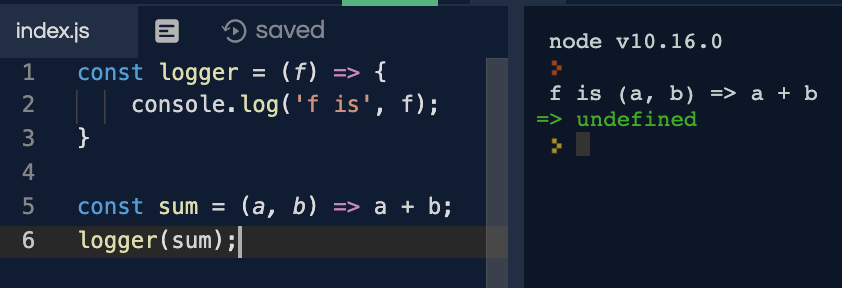 index.js saved
1 const logger = (f) => {
2 console.log('f is', f);
3 }
4
5 const sum = (a, b) => a + b;
6 logger(sum);
node v10.16.0
f is (a, b) => a + b
=> undefined